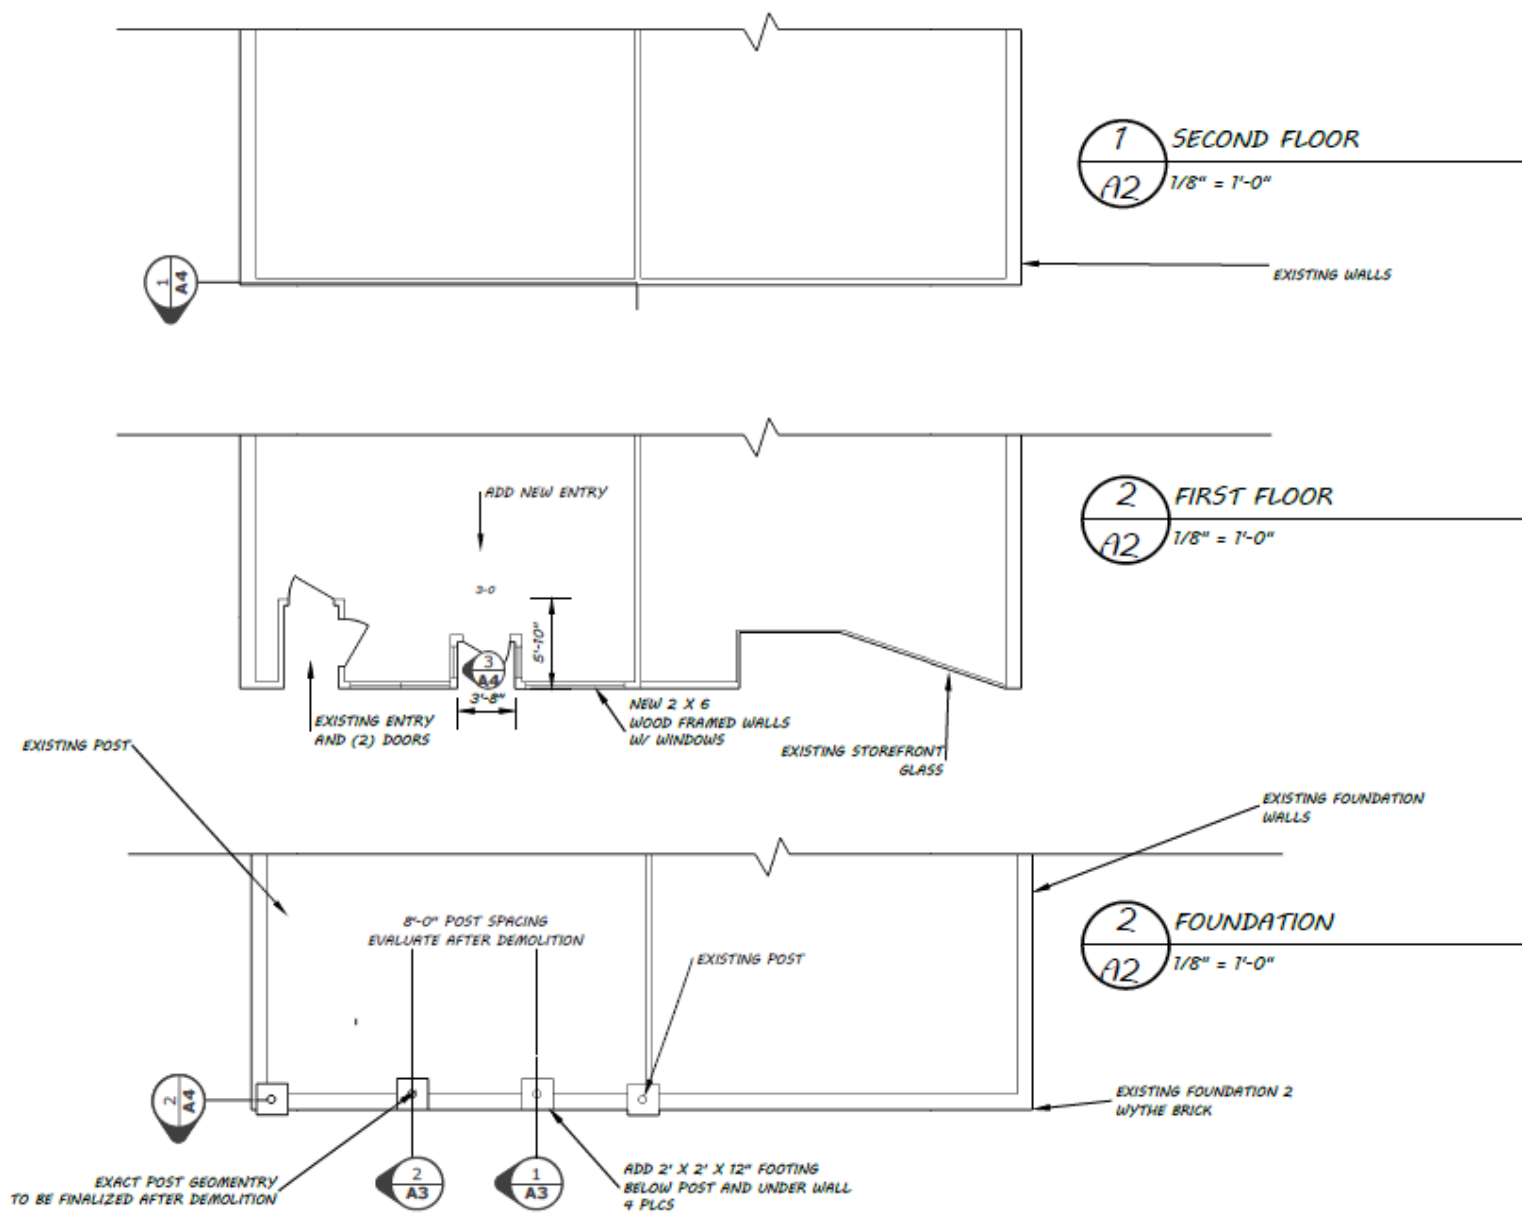 1
A2
SECOND FLOOR
1/8" = 1'-0"
1
A4
EXISTING WALLS
ADD NEW ENTRY
2
A2
FIRST FLOOR
1/8" = 1'-0"
3-0
5'-10"
3
A4
3'-8"
EXISTING ENTRY
AND (2) DOORS
NEW 2 X 6
WOOD FRAMED WALLS
W/ WINDOWS
EXISTING STOREFRONT
GLASS
EXISTING POST
EXISTING FOUNDATION
WALLS
8'-0" POST SPACING
EVALUATE AFTER DEMOLITION
EXISTING POST
2
A2
FOUNDATION
1/8" = 1'-0"
2
A4
EXISTING FOUNDATION 2
WYTHE BRICK
EXACT POST GEOMENTRY
TO BE FINALIZED AFTER DEMOLITION
2
A3
1
A3
ADD 2' X 2' X 12" FOOTING
BELOW POST AND UNDER WALL
4 PLCS